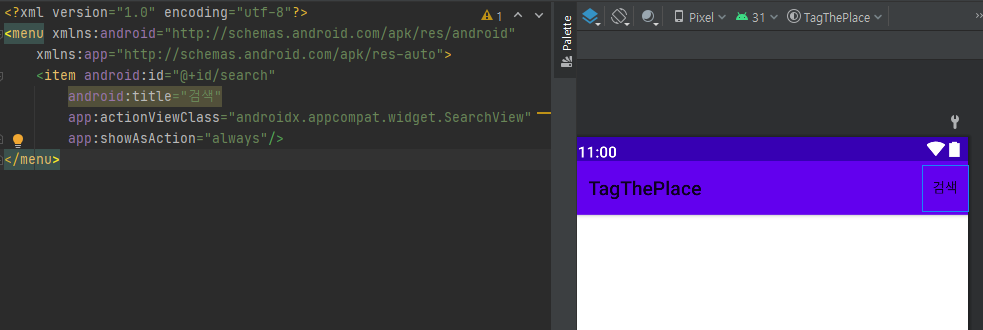 <?xml version="1.0" encoding="utf-8"?>
1
<menu xmlns:android="http://schemas.android.com/apk/res/android"
xmlns:app="http://schemas.android.com/apk/res-auto">
<item android:id="@+id/search"
android:title="검색"
app:actionViewClass="androidx.appcompat.widget.SearchView"
app:showAsAction="always"/>
</menu>
Palette
Pixel
31
TagThePlace
11:00
TagThePlace
검색